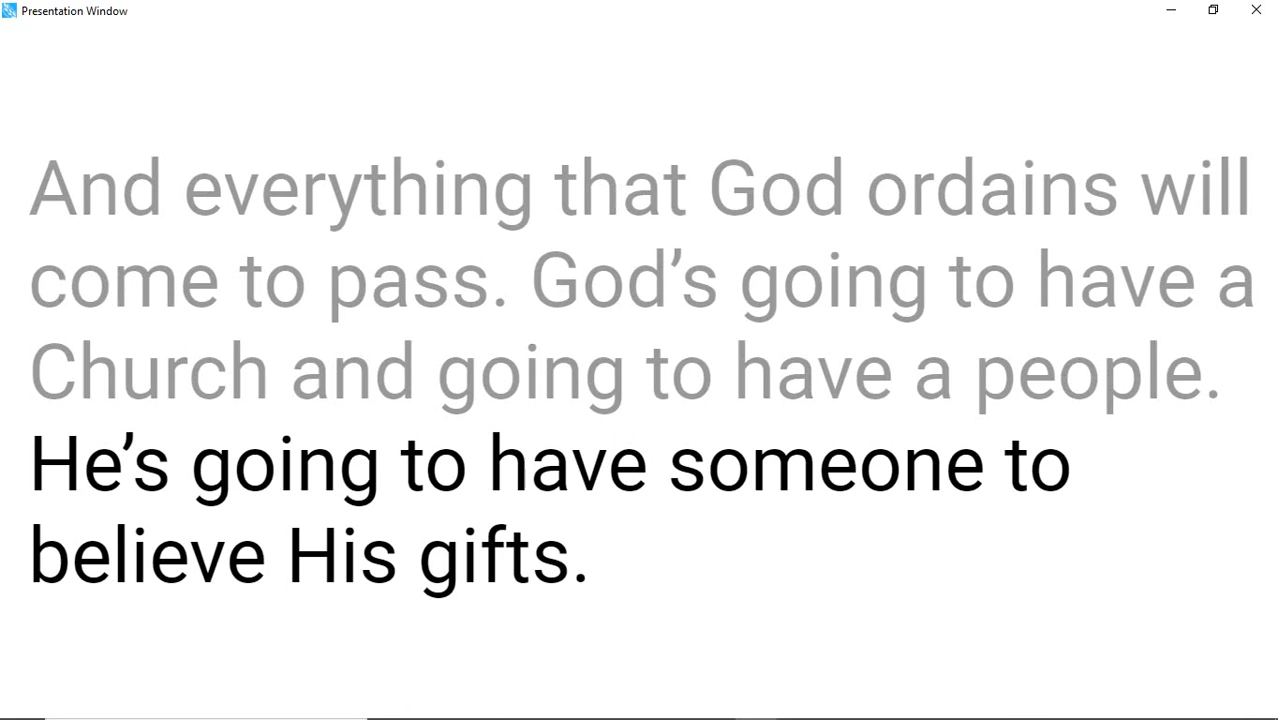 Presentation Window
And everything that God ordains will
come to pass. God’s going to have a
Church and going to have a people.
He’s going to have someone to
believe His gifts.